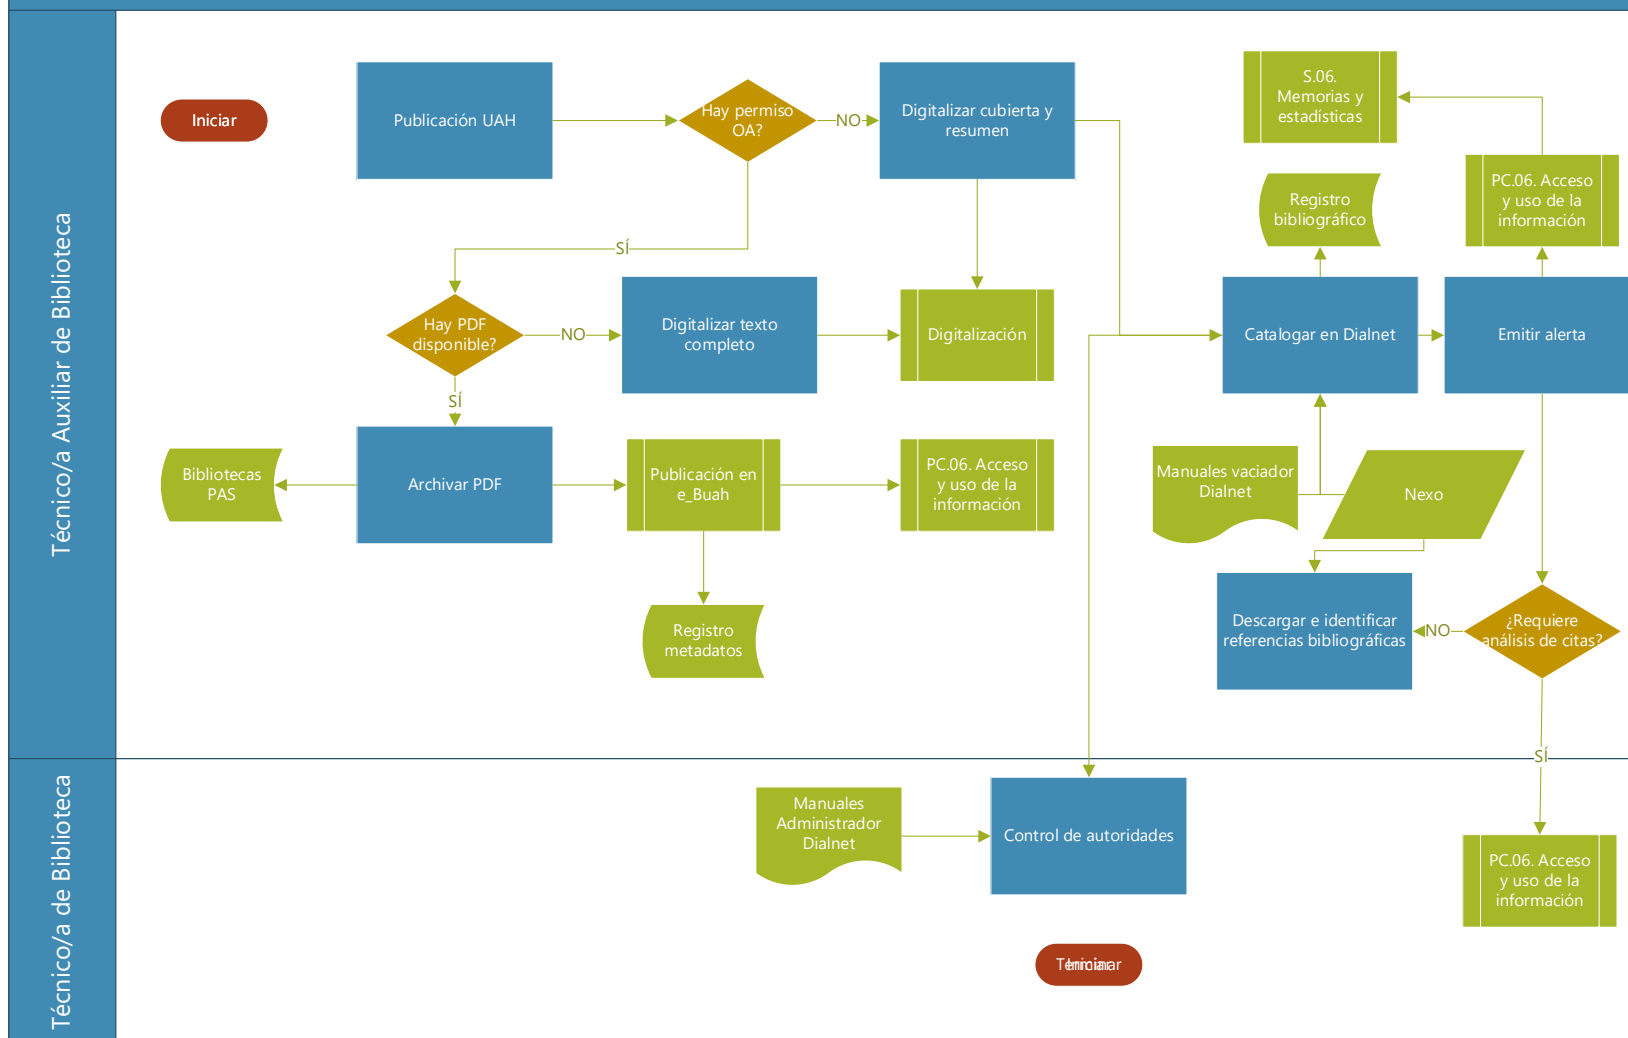 Técnico/a Auxiliar de Biblioteca
Iniciar
Publicación UAH
Hay permiso
OA?
NO
Digitalizar cubierta y
resumen
S.06.
Memorias y
estadísticas
PC.06. Acceso
y uso de la
información
Registro
bibliográfico
SÍ
Hay PDF
disponible?
NO
Digitalizar texto
completo
Digitalización
Catalogar en Dialnet
Emitir alerta
SÍ
Bibliotecas
PAS
Archivar PDF
Publicación en
e_Buah
PC.06. Acceso
y uso de la
información
Manuales vaciador
Dialnet
Nexo
Registro
metadatos
Descargar e identificar
referencias bibliográficas
NO
¿Requiere
análisis de citas?
SÍ
Técnico/a de Biblioteca
Manuales
Administrador
Dialnet
Control de autoridades
PC.06. Acceso
y uso de la
información
Terminar
Iniciar